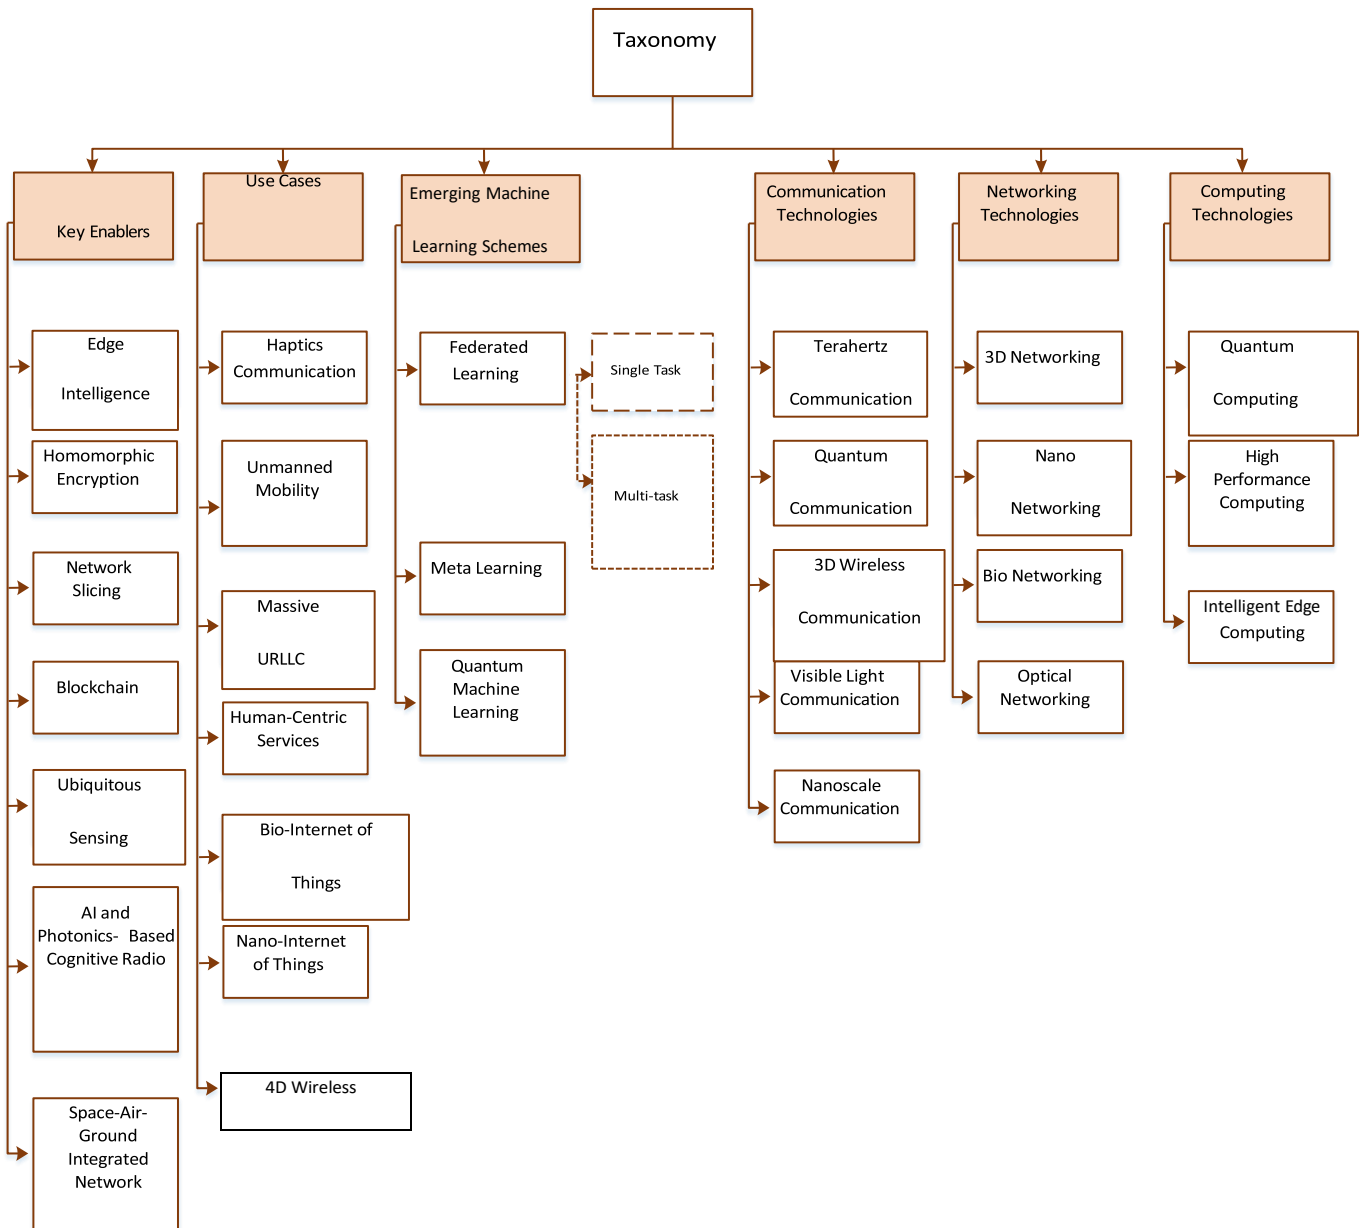 Taxonomy
Key Enablers
Use Cases
Emerging Machine
Learning Schemes
Communication
Technologies
Networking
Technologies
Computing
Technologies
Edge
Intelligence
Homomorphic
Encryption
Network
Slicing
Blockchain
Ubiquitous
Sensing
AI and
Photonics- Based
Cognitive Radio
Space-Air-
Ground
Integrated
Network
Haptics
Communication
Unmanned
Mobility
Massive
URLLC
Human-Centric
Services
Bio-Internet of
Things
Nano-Internet
of Things
4D Wireless
Federated
Learning
Single Task
Multi-task
Meta Learning
Quantum
Machine
Learning
Terahertz
Communication
Quantum
Communication
3D Wireless
Communication
Visible Light
Communication
Nanoscale
Communication
3D Networking
Nano
Networking
Bio Networking
Optical
Networking
Quantum
Computing
High
Performance
Computing
Intelligent Edge
Computing